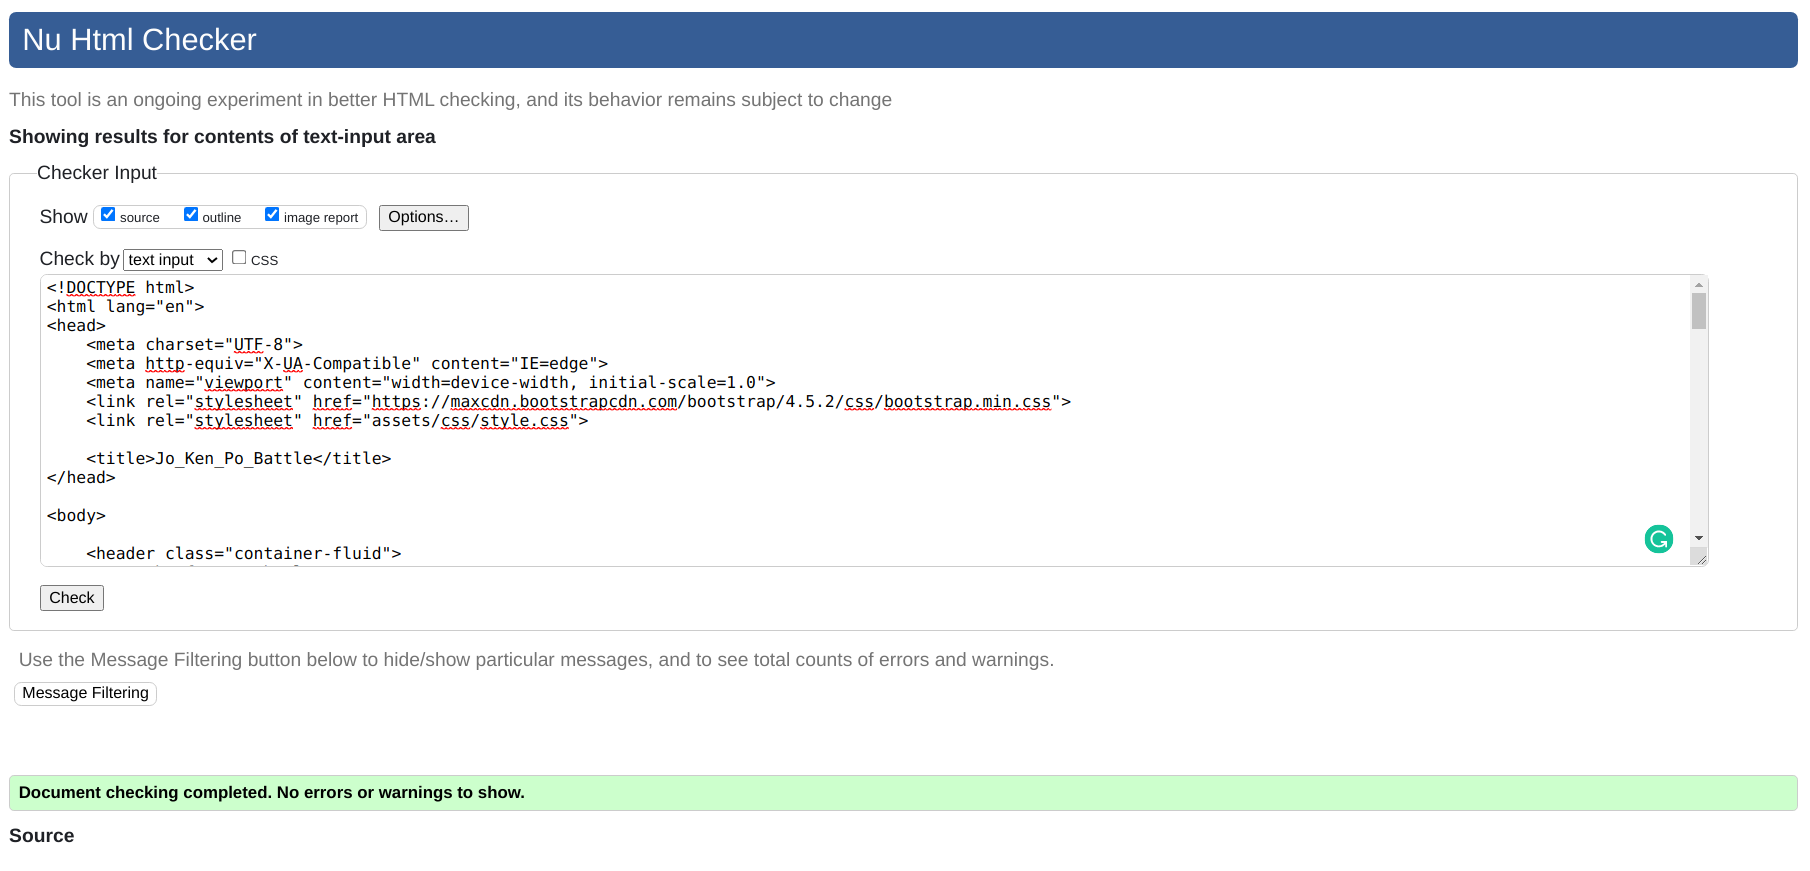 Nu Html Checker
This tool is an ongoing experiment in better HTML checking, and its behavior remains subject to change
Showing results for contents of text-input area
Checker Input
Show source outline image report Options...
Check by text input CSS
<!DOCTYPE html>
<html lang="en">
<head>
    <meta charset="UTF-8">
    <meta http-equiv="X-UA-Compatible" content="IE=edge">
    <meta name="viewport" content="width=device-width, initial-scale=1.0">
    <link rel="stylesheet" href="https://maxcdn.bootstrapcdn.com/bootstrap/4.5.2/css/bootstrap.min.css">
    <link rel="stylesheet" href="assets/css/style.css">
    <title>Jo_Ken_Po_Battle</title>
</head>
<body>
    <header class="container-fluid">
Check
Use the Message Filtering button below to hide/show particular messages, and to see total counts of errors and warnings.
Message Filtering
Document checking completed. No errors or warnings to show.
Source